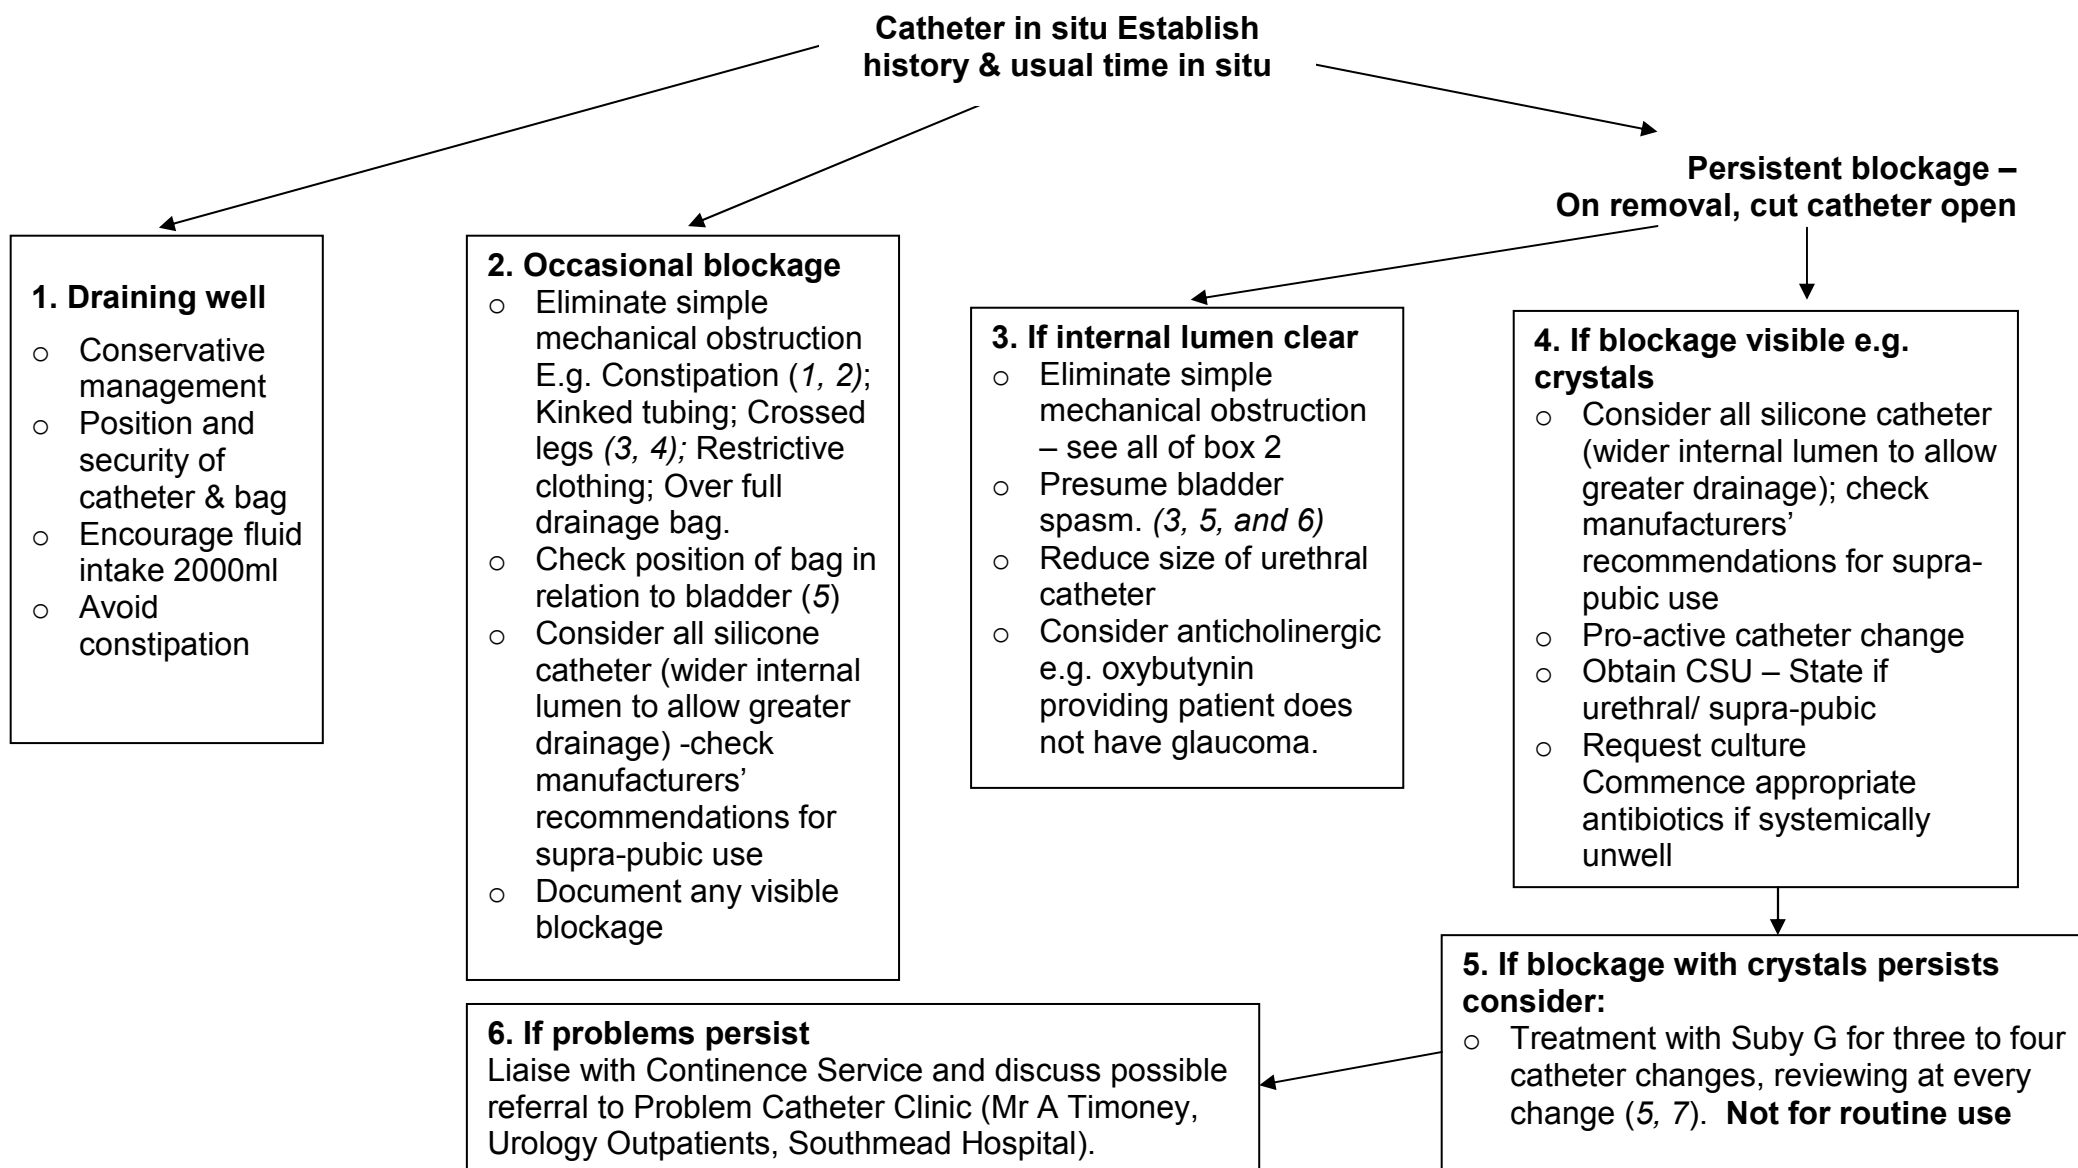 Catheter in situ Establish
history & usual time in situ
Persistent blockage –
On removal, cut catheter open
1. Draining well
o Conservative
management
o Position and
security of
catheter & bag
o Encourage fluid
intake 2000ml
o Avoid
constipation
2. Occasional blockage
o Eliminate simple
mechanical obstruction
E.g. Constipation (1, 2);
Kinked tubing; Crossed
legs (3, 4); Restrictive
clothing; Over full
drainage bag.
o Check position of bag in
relation to bladder (5)
o Consider all silicone
catheter (wider internal
lumen to allow greater
drainage) -check
manufacturers’
recommendations for
supra-pubic use
o Document any visible
blockage
3. If internal lumen clear
o Eliminate simple
mechanical obstruction
– see all of box 2
o Presume bladder
spasm. (3, 5, and 6)
o Reduce size of urethral
catheter
o Consider anticholinergic
e.g. oxybutynin
providing patient does
not have glaucoma.
4. If blockage visible e.g.
crystals
o Consider all silicone catheter
(wider internal lumen to allow
greater drainage); check
manufacturers’
recommendations for supra-
pubic use
o Pro-active catheter change
o Obtain CSU – State if
urethral/ supra-pubic
o Request culture
Commence appropriate
antibiotics if systemically
unwell
5. If blockage with crystals persists
consider:
o Treatment with Suby G for three to four
catheter changes, reviewing at every
change (5, 7). Not for routine use
6. If problems persist
Liaise with Continence Service and discuss possible
referral to Problem Catheter Clinic (Mr A Timoney,
Urology Outpatients, Southmead Hospital).